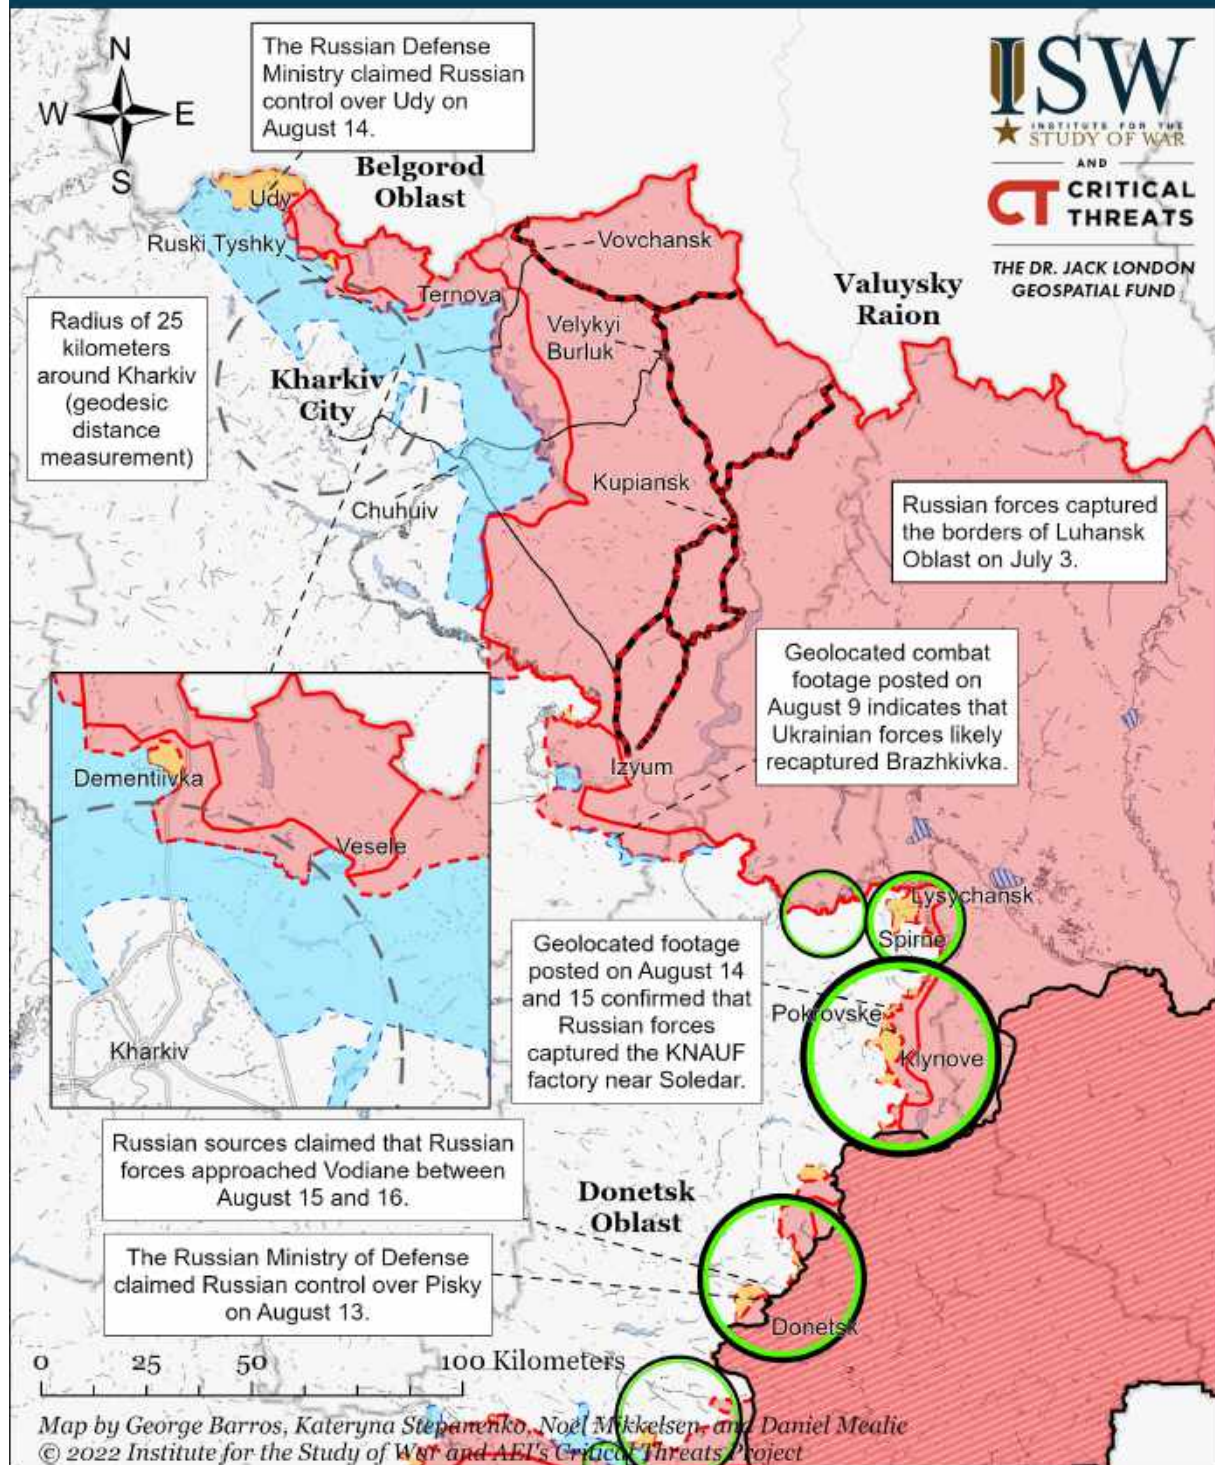 N
W E
S
The Russian Defense
Ministry claimed Russian
control over Udy on
August 14.
ISW
INSTITUTE FOR THE
STUDY OF WAR
AND
CT CRITICAL
THREATS
THE DR. JACK LONDON
GEOSPATIAL FUND
Belgorod
Oblast
Udy
Ruski Tyshky
Vovchansk
Ternova
Valuysky
Raion
Radius of 25
kilometers
around Kharkiv
(geodesic
distance
measurement)
Velykyi
Burluk
Kharkiv
City
Kupiansk
Chuhuiv
Russian forces captured
the borders of Luhansk
Oblast on July 3.
Geolocated combat
footage posted on
August 9 indicates that
Ukrainian forces likely
recaptured Brazhkivka.
Izyum
Dementiivka
Vesele
Kharkiv
Lysychansk
Spirne
Geolocated footage
posted on August 14
and 15 confirmed that
Russian forces
captured the KNAUF
factory near Soledar.
Pokrovske
Klynove
Russian sources claimed that Russian
forces approached Vodiane between
August 15 and 16.
Donetsk
Oblast
The Russian Ministry of Defense
claimed Russian control over Pisky
on August 13.
Donetsk
0 25 50 100 Kilometers
Map by George Barros, Kateryna Stepanenko, Noel Mikkelsen, and Daniel Mealie
© 2022 Institute for the Study of War and AEI's Critical Threats Project